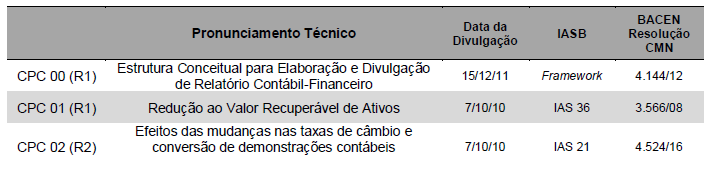 Pronunciamento Técnico Data da Divulgação IASB BACEN Resolução CMN
CPC 00 (R1) Estrutura Conceitual para Elaboração e Divulgação de Relatório Contábil-Financeiro 15/12/11 Framework 4.144/12
CPC 01 (R1) Redução ao Valor Recuperável de Ativos 7/10/10 IAS 36 3.566/08
CPC 02 (R2) Efeitos das mudanças nas taxas de câmbio e conversão de demonstrações contábeis 7/10/10 IAS 21 4.524/16